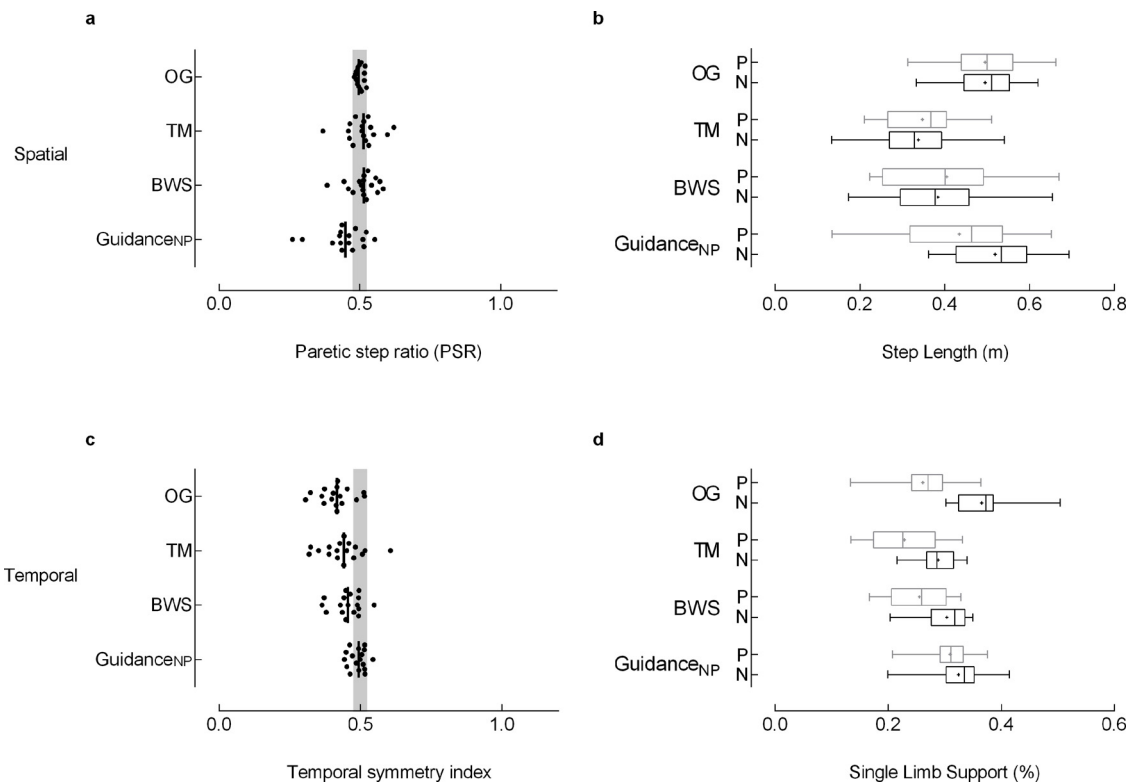 a
OG
TM
BWS
GuidanceNP
Spatial
0.0 0.5 1.0
Paretic step ratio (PSR)
b
OG P
N
TM P
N
BWS P
N
GuidanceNP P
N
0.0 0.2 0.4 0.6 0.8
Step Length (m)
c
OG
TM
BWS
GuidanceNP
Temporal
0.0 0.5 1.0
Temporal symmetry index
d
OG P
N
TM P
N
BWS P
N
GuidanceNP P
N
0.0 0.2 0.4 0.6
Single Limb Support (%)